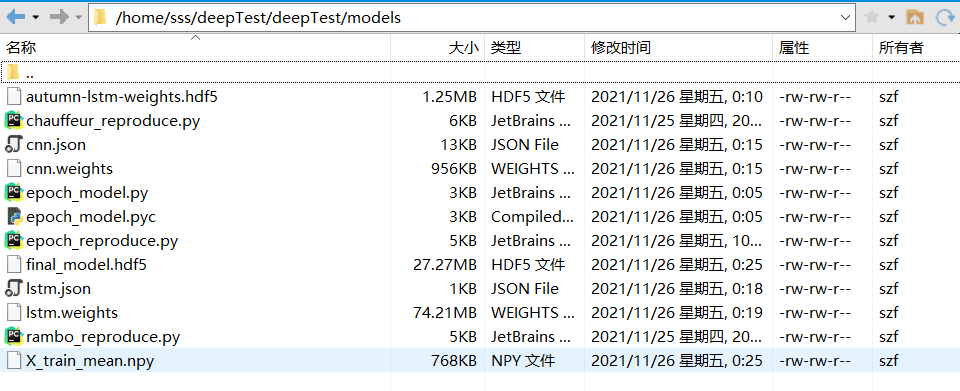 /home/sss/deepTest/deepTest/models
名称 大小 类型 修改时间 属性 所有者
..
autumn-lstm-weights.hdf5 1.25MB HDF5 文件 2021/11/26 星期五, 0:10 -rw-rw-r-- szf
chauffeur_reproduce.py 6KB JetBrains ... 2021/11/25 星期四, 20... -rw-rw-r-- szf
cnn.json 13KB JSON File 2021/11/26 星期五, 0:15 -rw-rw-r-- szf
cnn.weights 956KB WEIGHTS ... 2021/11/26 星期五, 0:15 -rw-rw-r-- szf
epoch_model.py 3KB JetBrains ... 2021/11/26 星期五, 0:05 -rw-rw-r-- szf
epoch_model.pyc 3KB Compiled... 2021/11/26 星期五, 0:05 -rw-rw-r-- szf
epoch_reproduce.py 5KB JetBrains ... 2021/11/26 星期五, 10... -rw-rw-r-- szf
final_model.hdf5 27.27MB HDF5 文件 2021/11/26 星期五, 0:25 -rw-rw-r-- szf
lstm.json 1KB JSON File 2021/11/26 星期五, 0:18 -rw-rw-r-- szf
lstm.weights 74.21MB WEIGHTS ... 2021/11/26 星期五, 0:19 -rw-rw-r-- szf
rambo_reproduce.py 5KB JetBrains ... 2021/11/25 星期四, 20... -rw-rw-r-- szf
X_train_mean.npy 768KB NPY 文件 2021/11/26 星期五, 0:25 -rw-rw-r-- szf